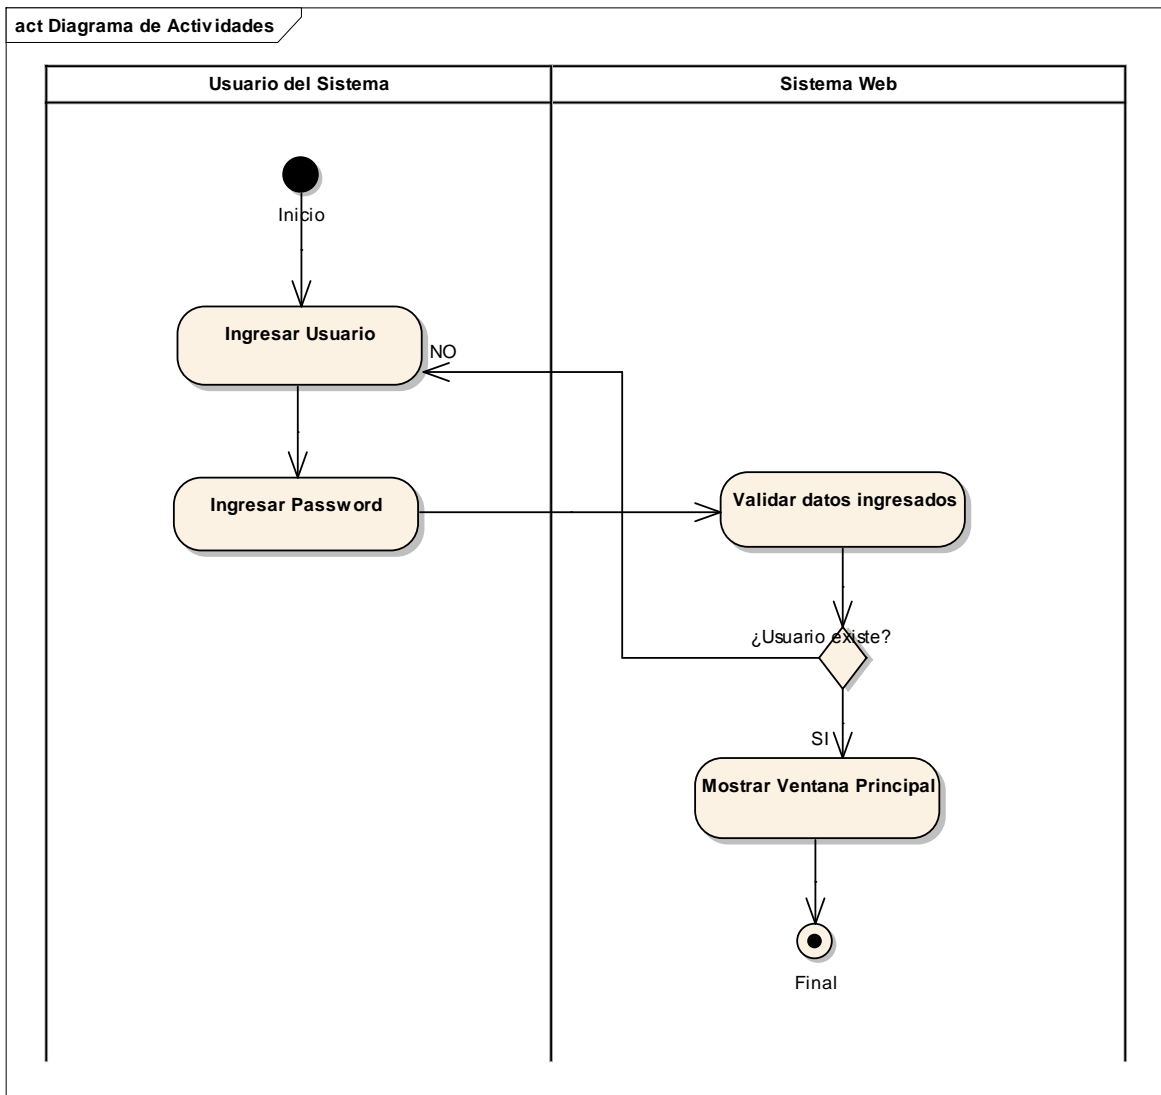 act Diagrama de Actividades
Usuario del Sistema
Sistema Web
Inicio
Ingresar Usuario
NO
Ingresar Password
Validar datos ingresados
¿Usuario existe?
SI
Mostrar Ventana Principal
Final